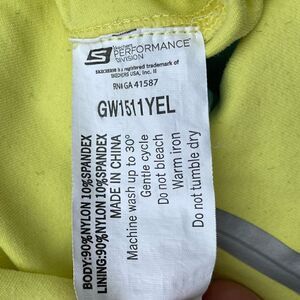 S
PERFORMANCE
DIVISION
SKECHERS is a registered trademark of
SKECHERS USA, Inc. II
RN# CA 41587
GW1511YEL
BODY:90%NYLON 10%SPANDEX
LINING:90%NYLON 10%SPANDEX
MADE IN CHINA
Machine wash up to 30°
Gentle cycle
Do not bleach
Warm iron
Do not tumble dry